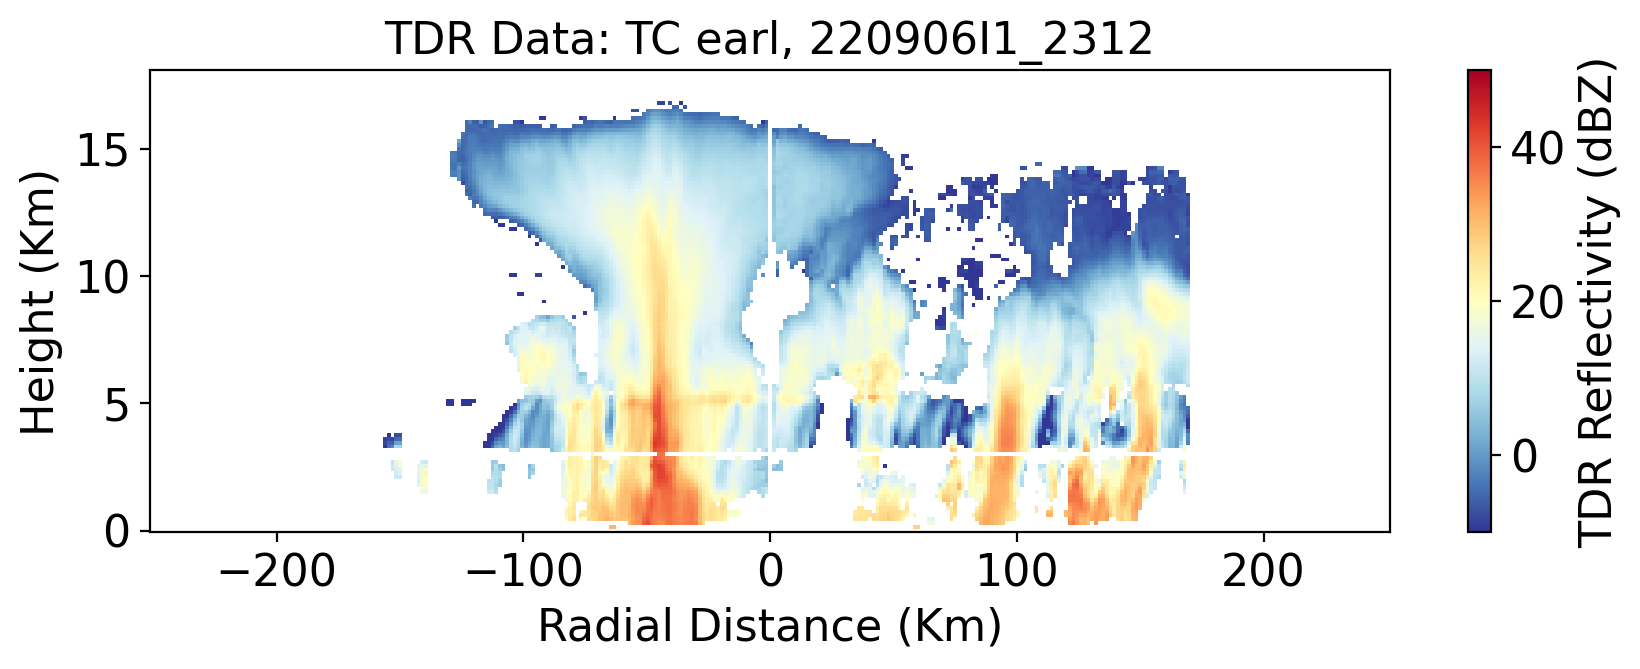 TDR Data: TC earl, 220906I1_2312
Height (Km)
15
10
5
0
−200 −100 0 100 200
Radial Distance (Km)
40
20
0
TDR Reflectivity (dBZ)